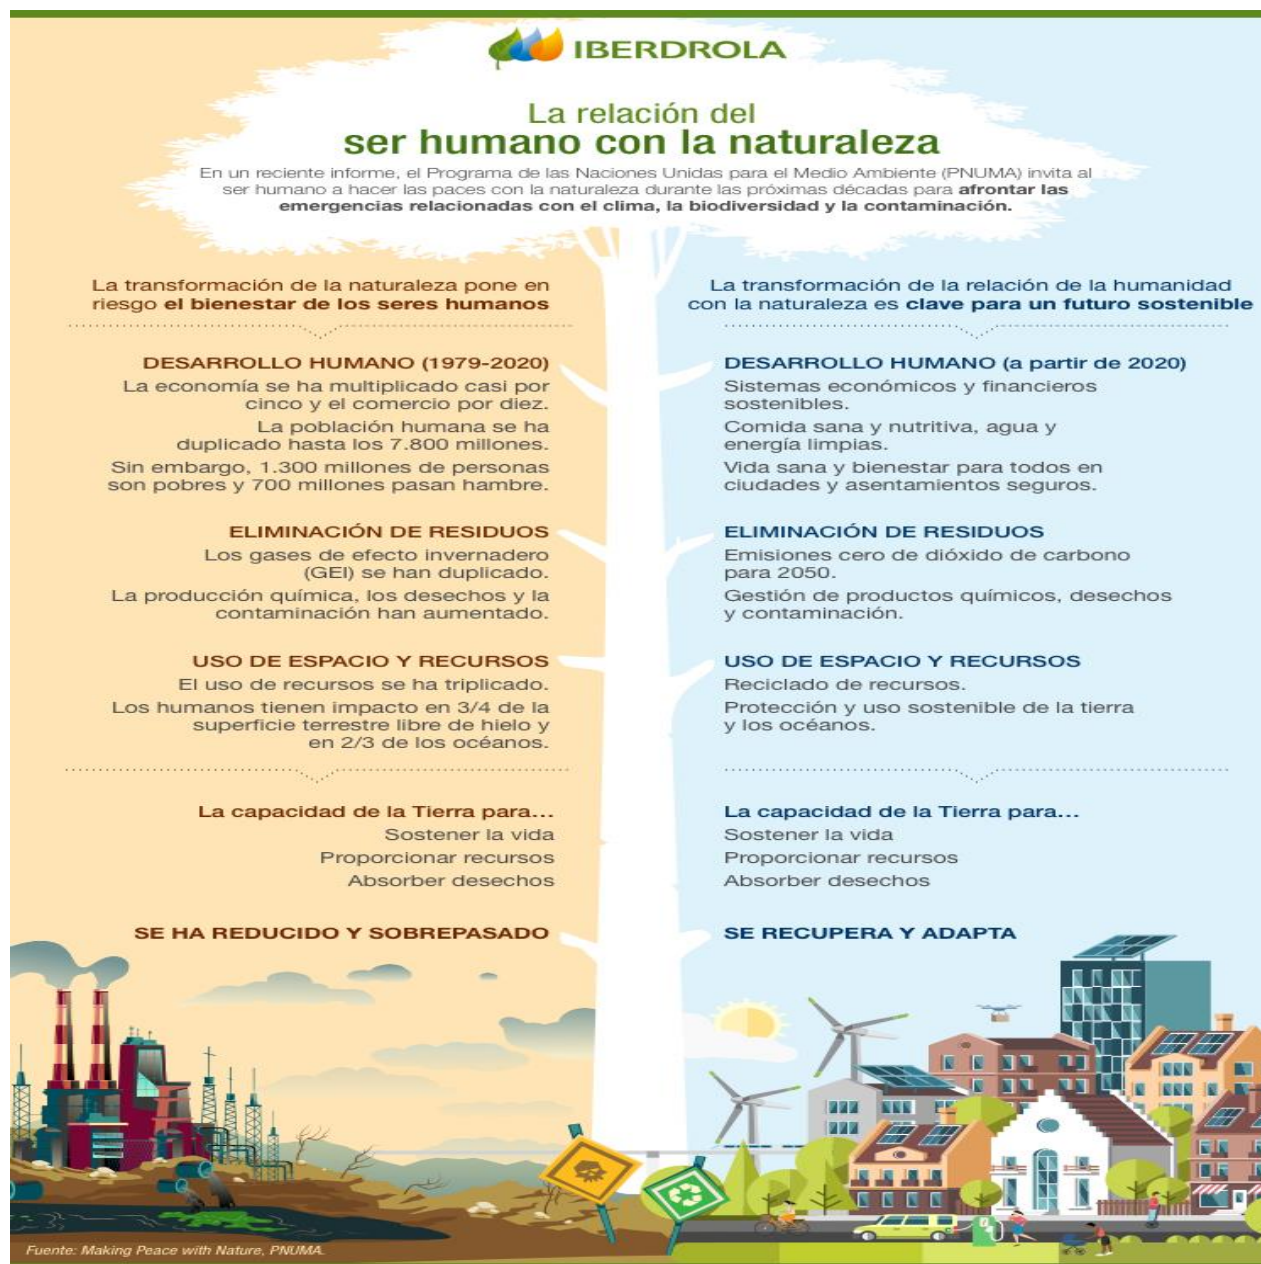 IBERDROLA
La relación del
ser humano con la naturaleza
En un reciente informe, el Programa de las Naciones Unidas para el Medio Ambiente (PNUMA) invita al
ser humano a hacer las paces con la naturaleza durante las próximas décadas para afrontar las
emergencias relacionadas con el clima, la biodiversidad y la contaminación.
La transformación de la naturaleza pone en
riesgo el bienestar de los seres humanos
DESARROLLO HUMANO (1979-2020)
La economía se ha multiplicado casi por
cinco y el comercio por diez.
La población humana se ha
duplicado hasta los 7.800 millones.
Sin embargo, 1.300 millones de personas
son pobres y 700 millones pasan hambre.
ELIMINACIÓN DE RESIDUOS
Los gases de efecto invernadero
(GEI) se han duplicado.
La producción química, los desechos y la
contaminación han aumentado.
USO DE ESPACIO Y RECURSOS
El uso de recursos se ha triplicado.
Los humanos tienen impacto en 3/4 de la
superficie terrestre libre de hielo y
en 2/3 de los océanos.
La capacidad de la Tierra para...
Sostener la vida
Proporcionar recursos
Absorber desechos
SE HA REDUCIDO Y SOBREPASADO
La transformación de la relación de la humanidad
con la naturaleza es clave para un futuro sostenible
DESARROLLO HUMANO (a partir de 2020)
Sistemas económicos y financieros
sostenibles.
Comida sana y nutritiva, agua y
energía limpias.
Vida sana y bienestar para todos en
ciudades y asentamientos seguros.
ELIMINACIÓN DE RESIDUOS
Emisiones cero de dióxido de carbono
para 2050.
Gestión de productos químicos, desechos
y contaminación.
USO DE ESPACIO Y RECURSOS
Reciclado de recursos.
Protección y uso sostenible de la tierra
y los océanos.
La capacidad de la Tierra para...
Sostener la vida
Proporcionar recursos
Absorber desechos
SE RECUPERA Y ADAPTA
Fuente: Making Peace with Nature, PNUMA.